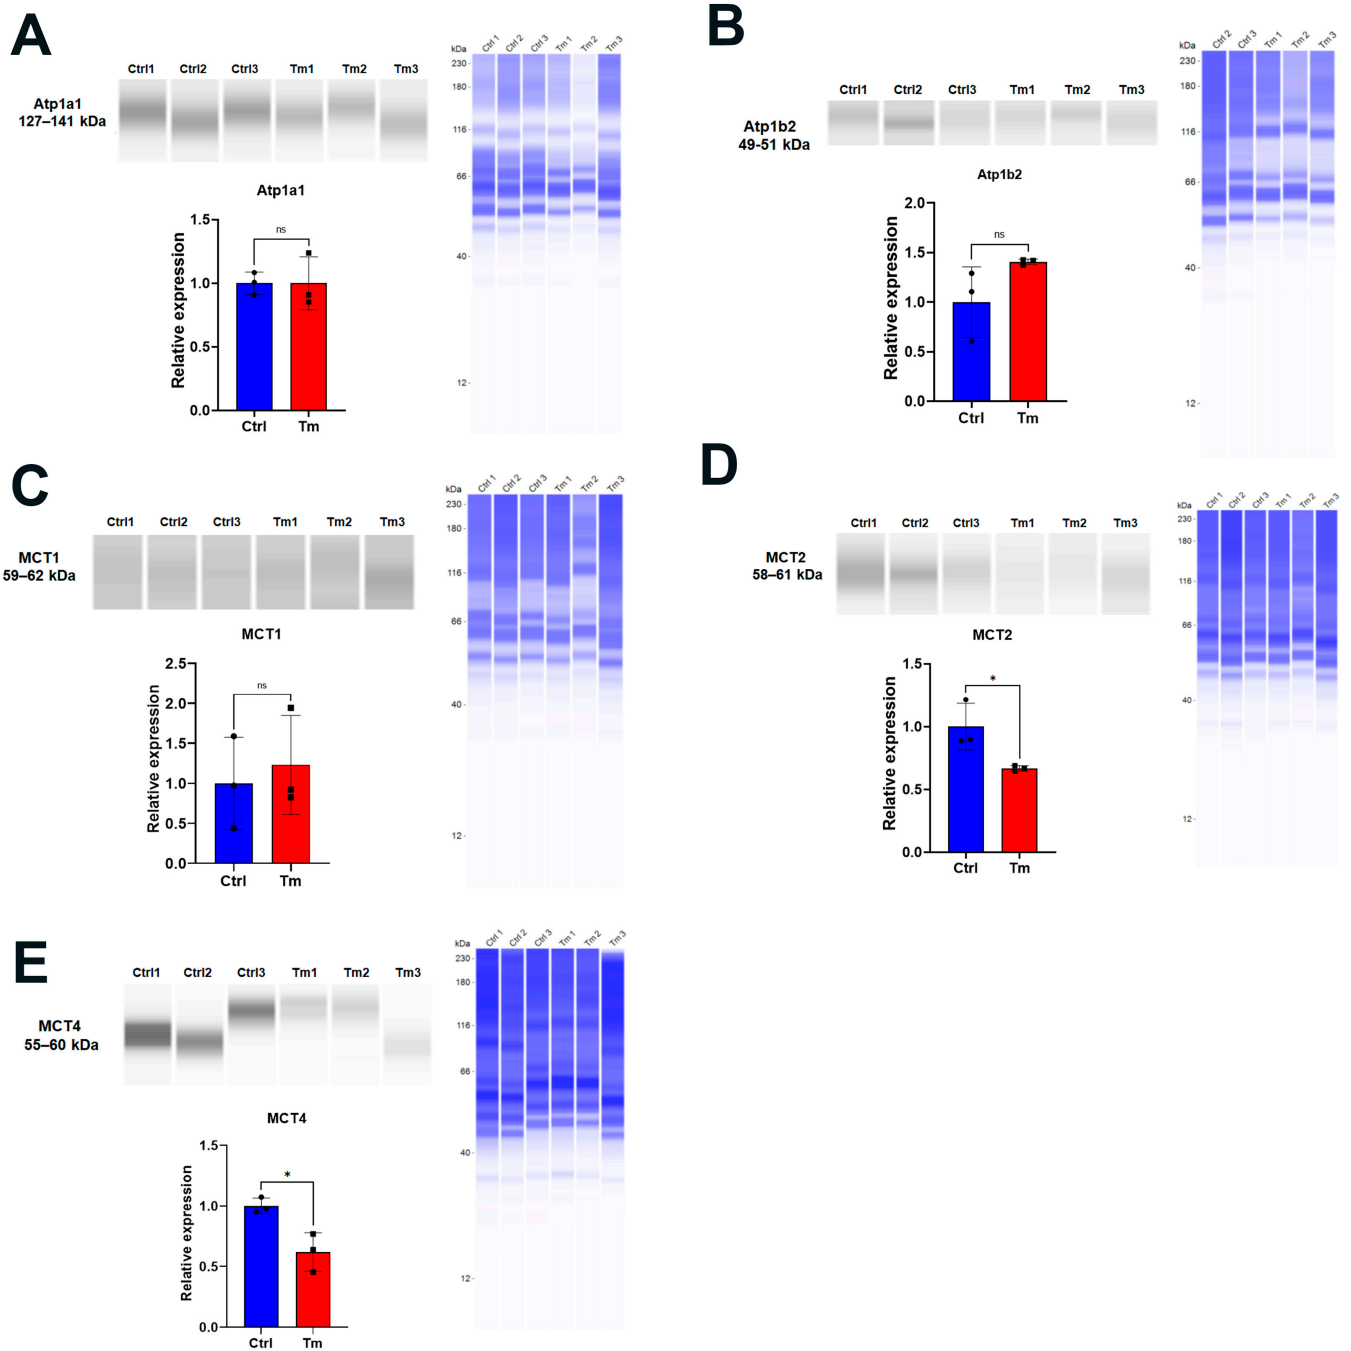 A
Ctrl1 Ctrl2 Ctrl3 Tm1 Tm2 Tm3
Atp1a1
127–141 kDa
Atp1a1
Relative expression
1.5
1.0
0.5
0.0
ns
Ctrl Tm
kDa Ctrl 1 Ctrl 2 Ctrl 3 Tm 1 Tm 2 Tm 3
230
180
116
66
40
12
B
Ctrl1 Ctrl2 Ctrl3 Tm1 Tm2 Tm3
Atp1b2
49-51 kDa
Atp1b2
Relative expression
2.0
1.5
1.0
0.5
0.0
ns
Ctrl Tm
kDa Ctrl 2 Ctrl 3 Tm 1 Tm 2 Tm 3
230
180
116
66
40
12
C
Ctrl1 Ctrl2 Ctrl3 Tm1 Tm2 Tm3
MCT1
59–62 kDa
MCT1
Relative expression
2.5
2.0
1.5
1.0
0.5
0.0
ns
Ctrl Tm
kDa Ctrl 1 Ctrl 2 Ctrl 3 Tm 1 Tm 2 Tm 3
230
180
116
66
40
12
D
Ctrl1 Ctrl2 Ctrl3 Tm1 Tm2 Tm3
MCT2
58–61 kDa
MCT2
Relative expression
1.5
1.0
0.5
0.0
*
Ctrl Tm
kDa Ctrl 1 Ctrl 2 Ctrl 3 Tm 1 Tm 2 Tm 3
230
180
116
66
40
12
E
Ctrl1 Ctrl2 Ctrl3 Tm1 Tm2 Tm3
MCT4
55–60 kDa
MCT4
Relative expression
1.5
1.0
0.5
0.0
*
Ctrl Tm
kDa Ctrl 1 Ctrl 2 Ctrl 3 Tm 1 Tm 2 Tm 3
230
180
116
66
40
12